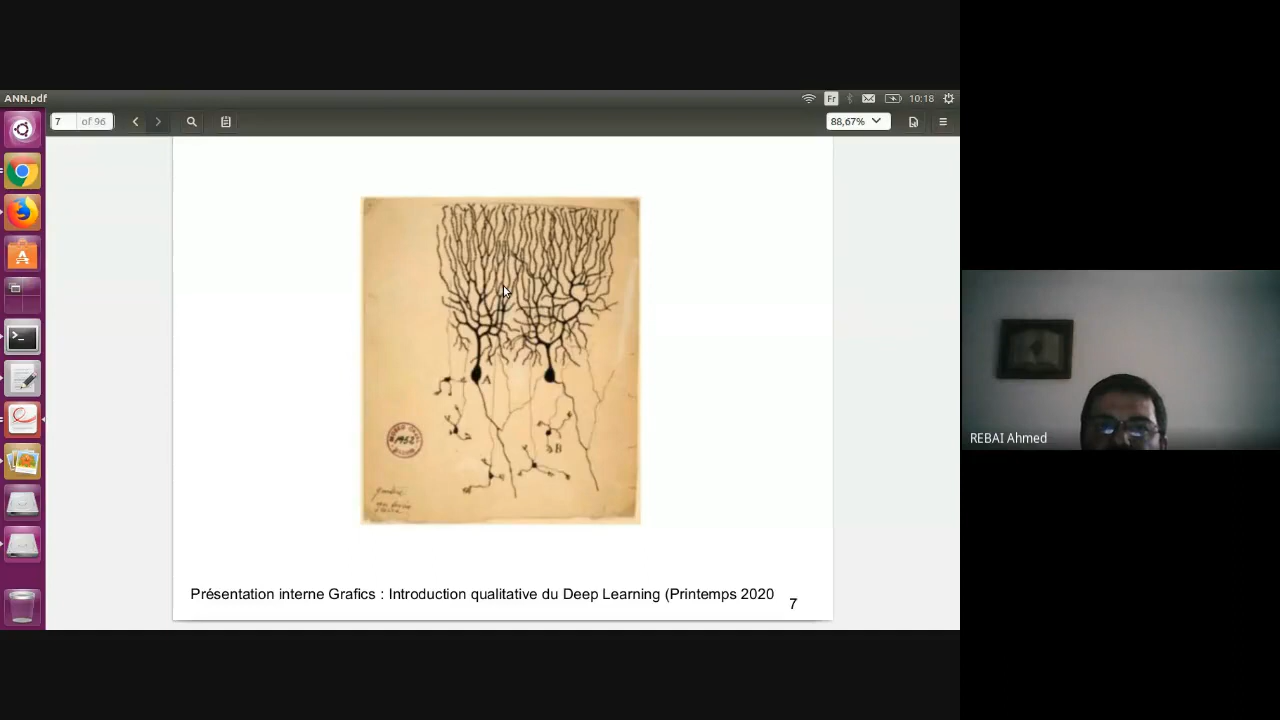 ANN.pdf
Fr
10:18
7
of 96
88,67%
A
B
1952
Présentation interne Grafics : Introduction qualitative du Deep Learning (Printemps 2020
7
REBAI Ahmed